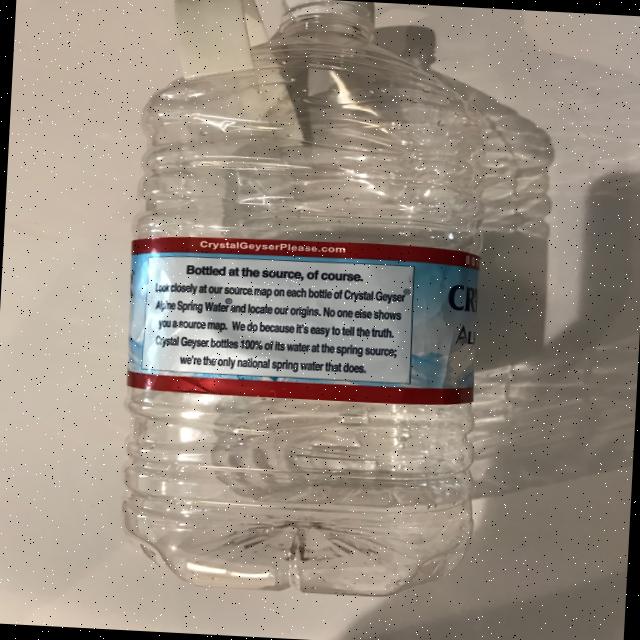 CrystalGeyserPlease.com
Bottled at the source, of course.
Look closely at our source map on each bottle of Crystal Geyser®
Alpine Spring Water® and locate our origins. No one else shows
you a source map. We do because it's easy to tell the truth.
Crystal Geyser bottles 100% of its water at the spring source;
we're the only national spring water that does.
CR
AL